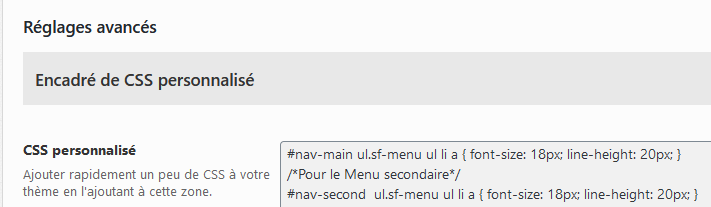 Réglages avancés
Encadré de CSS personnalisé
CSS personnalisé
Ajouter rapidement un peu de CSS à votre
thème en l'ajoutant à cette zone.
#nav-main ul.sf-menu ul li a { font-size: 18px; line-height: 20px; }
/*Pour le Menu secondaire*/
#nav-second  ul.sf-menu ul li a { font-size: 18px; line-height: 20px; }